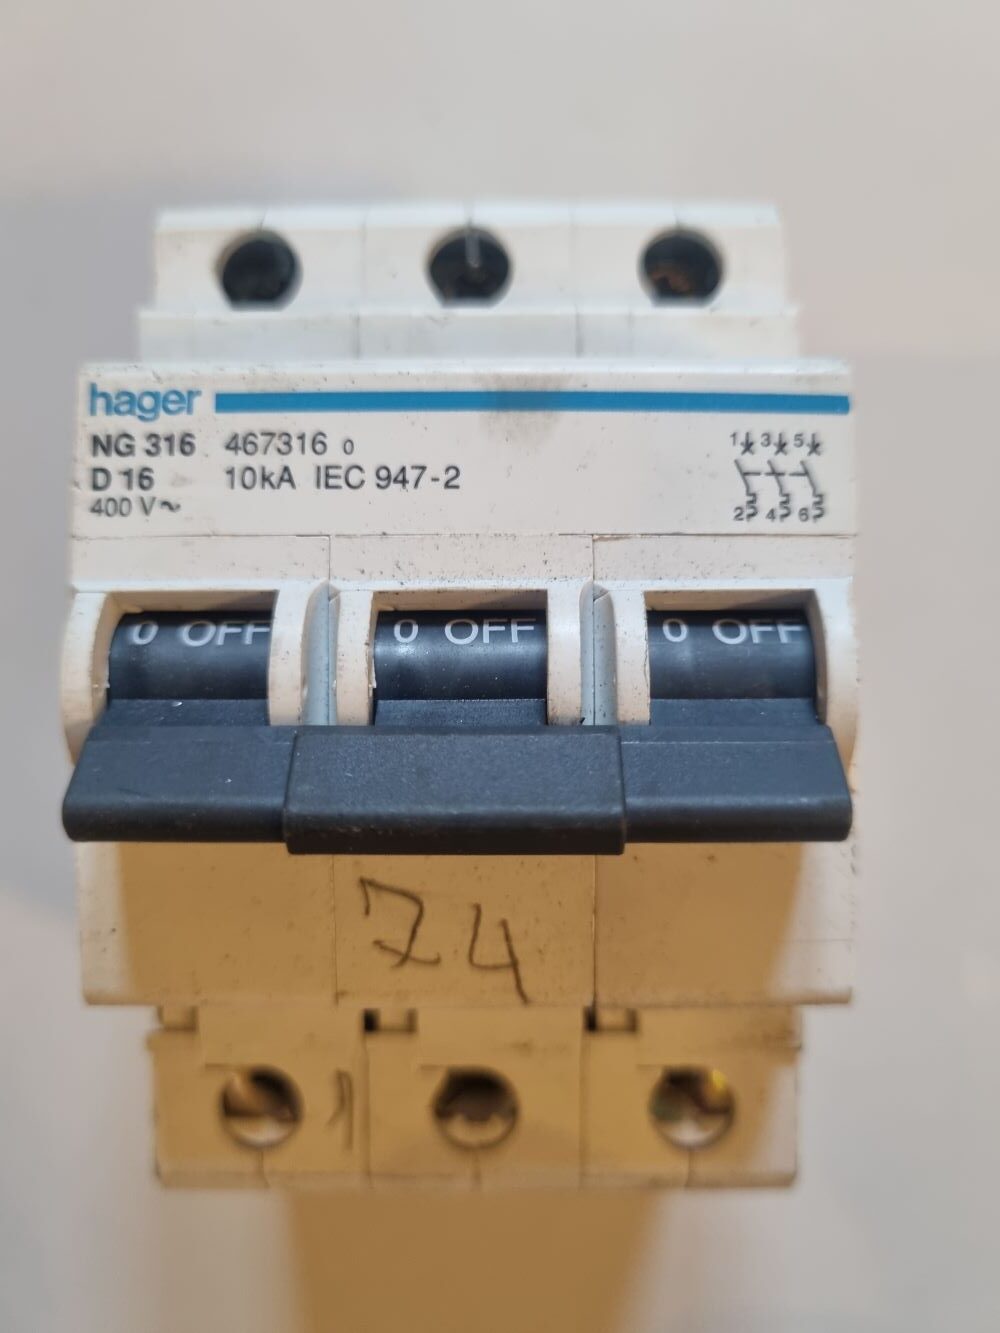 hager
NG 316 467316 0
D 16 10kA IEC 947-2
400 V~
1 3 5
2 4 6
0 OFF 0 OFF 0 OFF
Z4
1